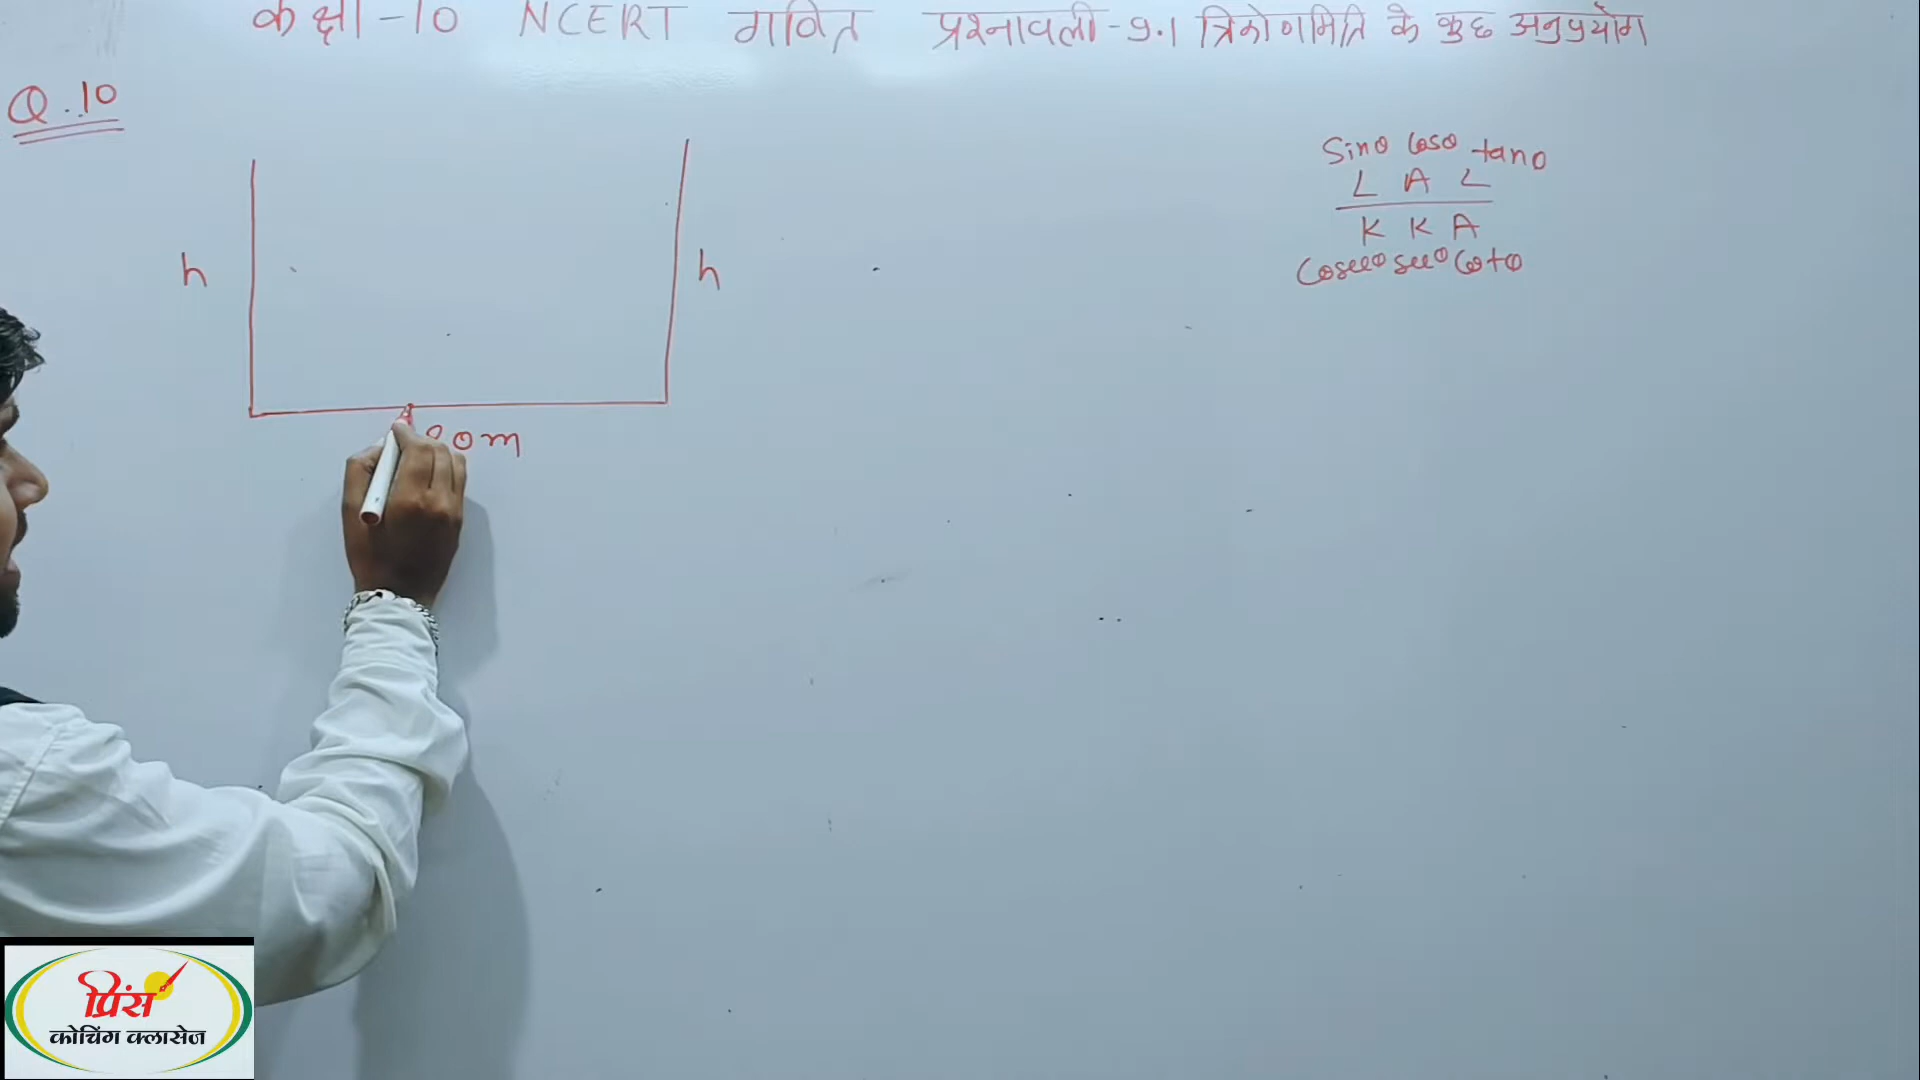 कक्षा-10 NCERT गणित प्रश्नावली-9.1 त्रिकोणमिति के कुछ अनुप्रयोग
Q.10
Sinθ Cosθ tanθ
L A L
K K A
Cosecθ secθ Cotθ
h h
80m
प्रिंस
कोचिंग क्लासेज